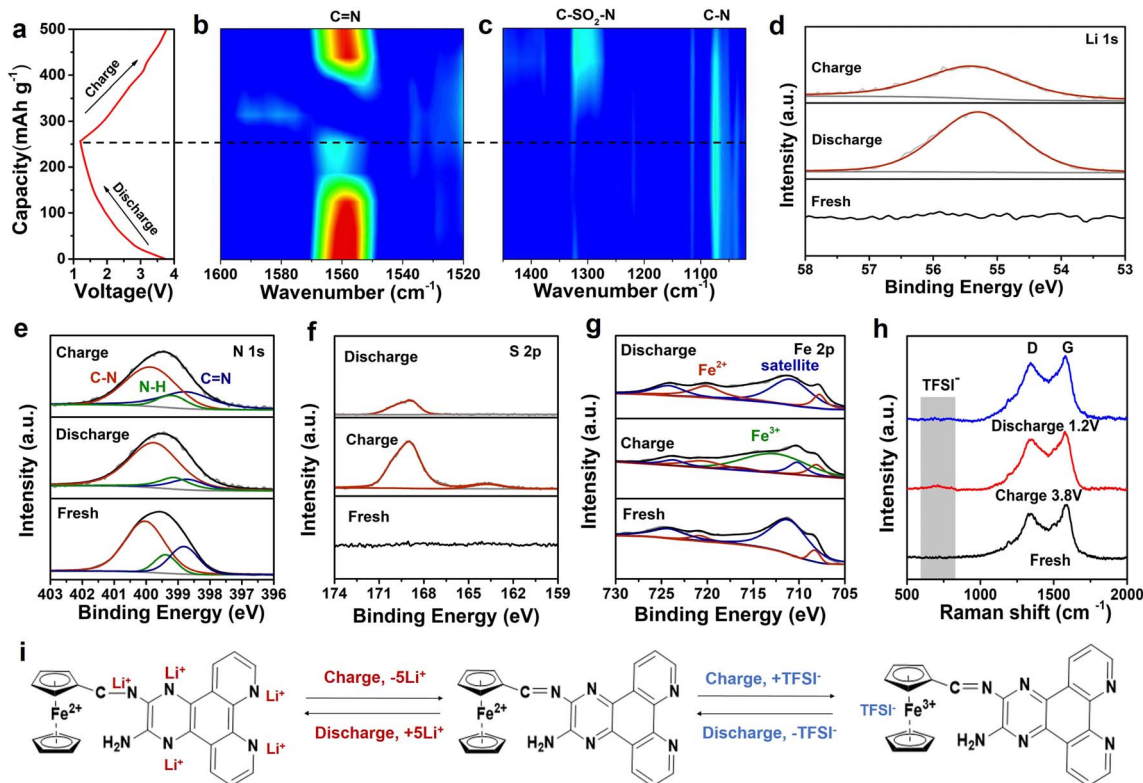 a
500
400
300
200
100
0
Capacity(mAh g⁻¹)
Charge
Discharge
1 2 3 4
Voltage(V)
b
C=N
1600 1580 1560 1540 1520
Wavenumber (cm⁻¹)
c
C-SO₂-N
C-N
1400 1300 1200 1100
Wavenumber (cm⁻¹)
d
Li 1s
Charge
Discharge
Fresh
Intensity (a.u.)
58 57 56 55 54 53
Binding Energy (eV)
e
N 1s
Charge
C-N
N-H
C=N
Discharge
Fresh
Intensity (a.u.)
403 402 401 400 399 398 397 396
Binding Energy (eV)
f
S 2p
Discharge
Charge
Fresh
Intensity (a.u.)
174 171 168 165 162 159
Binding Energy (eV)
g
Fe 2p
Discharge
Fe²⁺
satellite
Charge
Fe³⁺
Fresh
Intensity (a.u.)
730 725 720 715 710 705
Binding Energy (eV)
h
D G
TFSI⁻
Discharge 1.2V
Charge 3.8V
Fresh
Intensity (a.u.)
500 1000 1500 2000
Raman shift (cm⁻¹)
i
Li⁺
Li⁺
Li⁺
Li⁺
Li⁺
Fe²⁺
C
N
N
N
H₂N
N
N
Charge, -5Li⁺
Discharge, +5Li⁺
Fe²⁺
C
N
N
N
H₂N
N
N
Charge, +TFSI⁻
Discharge, -TFSI⁻
TFSI⁻
Fe³⁺
C
N
N
N
H₂N
N
N